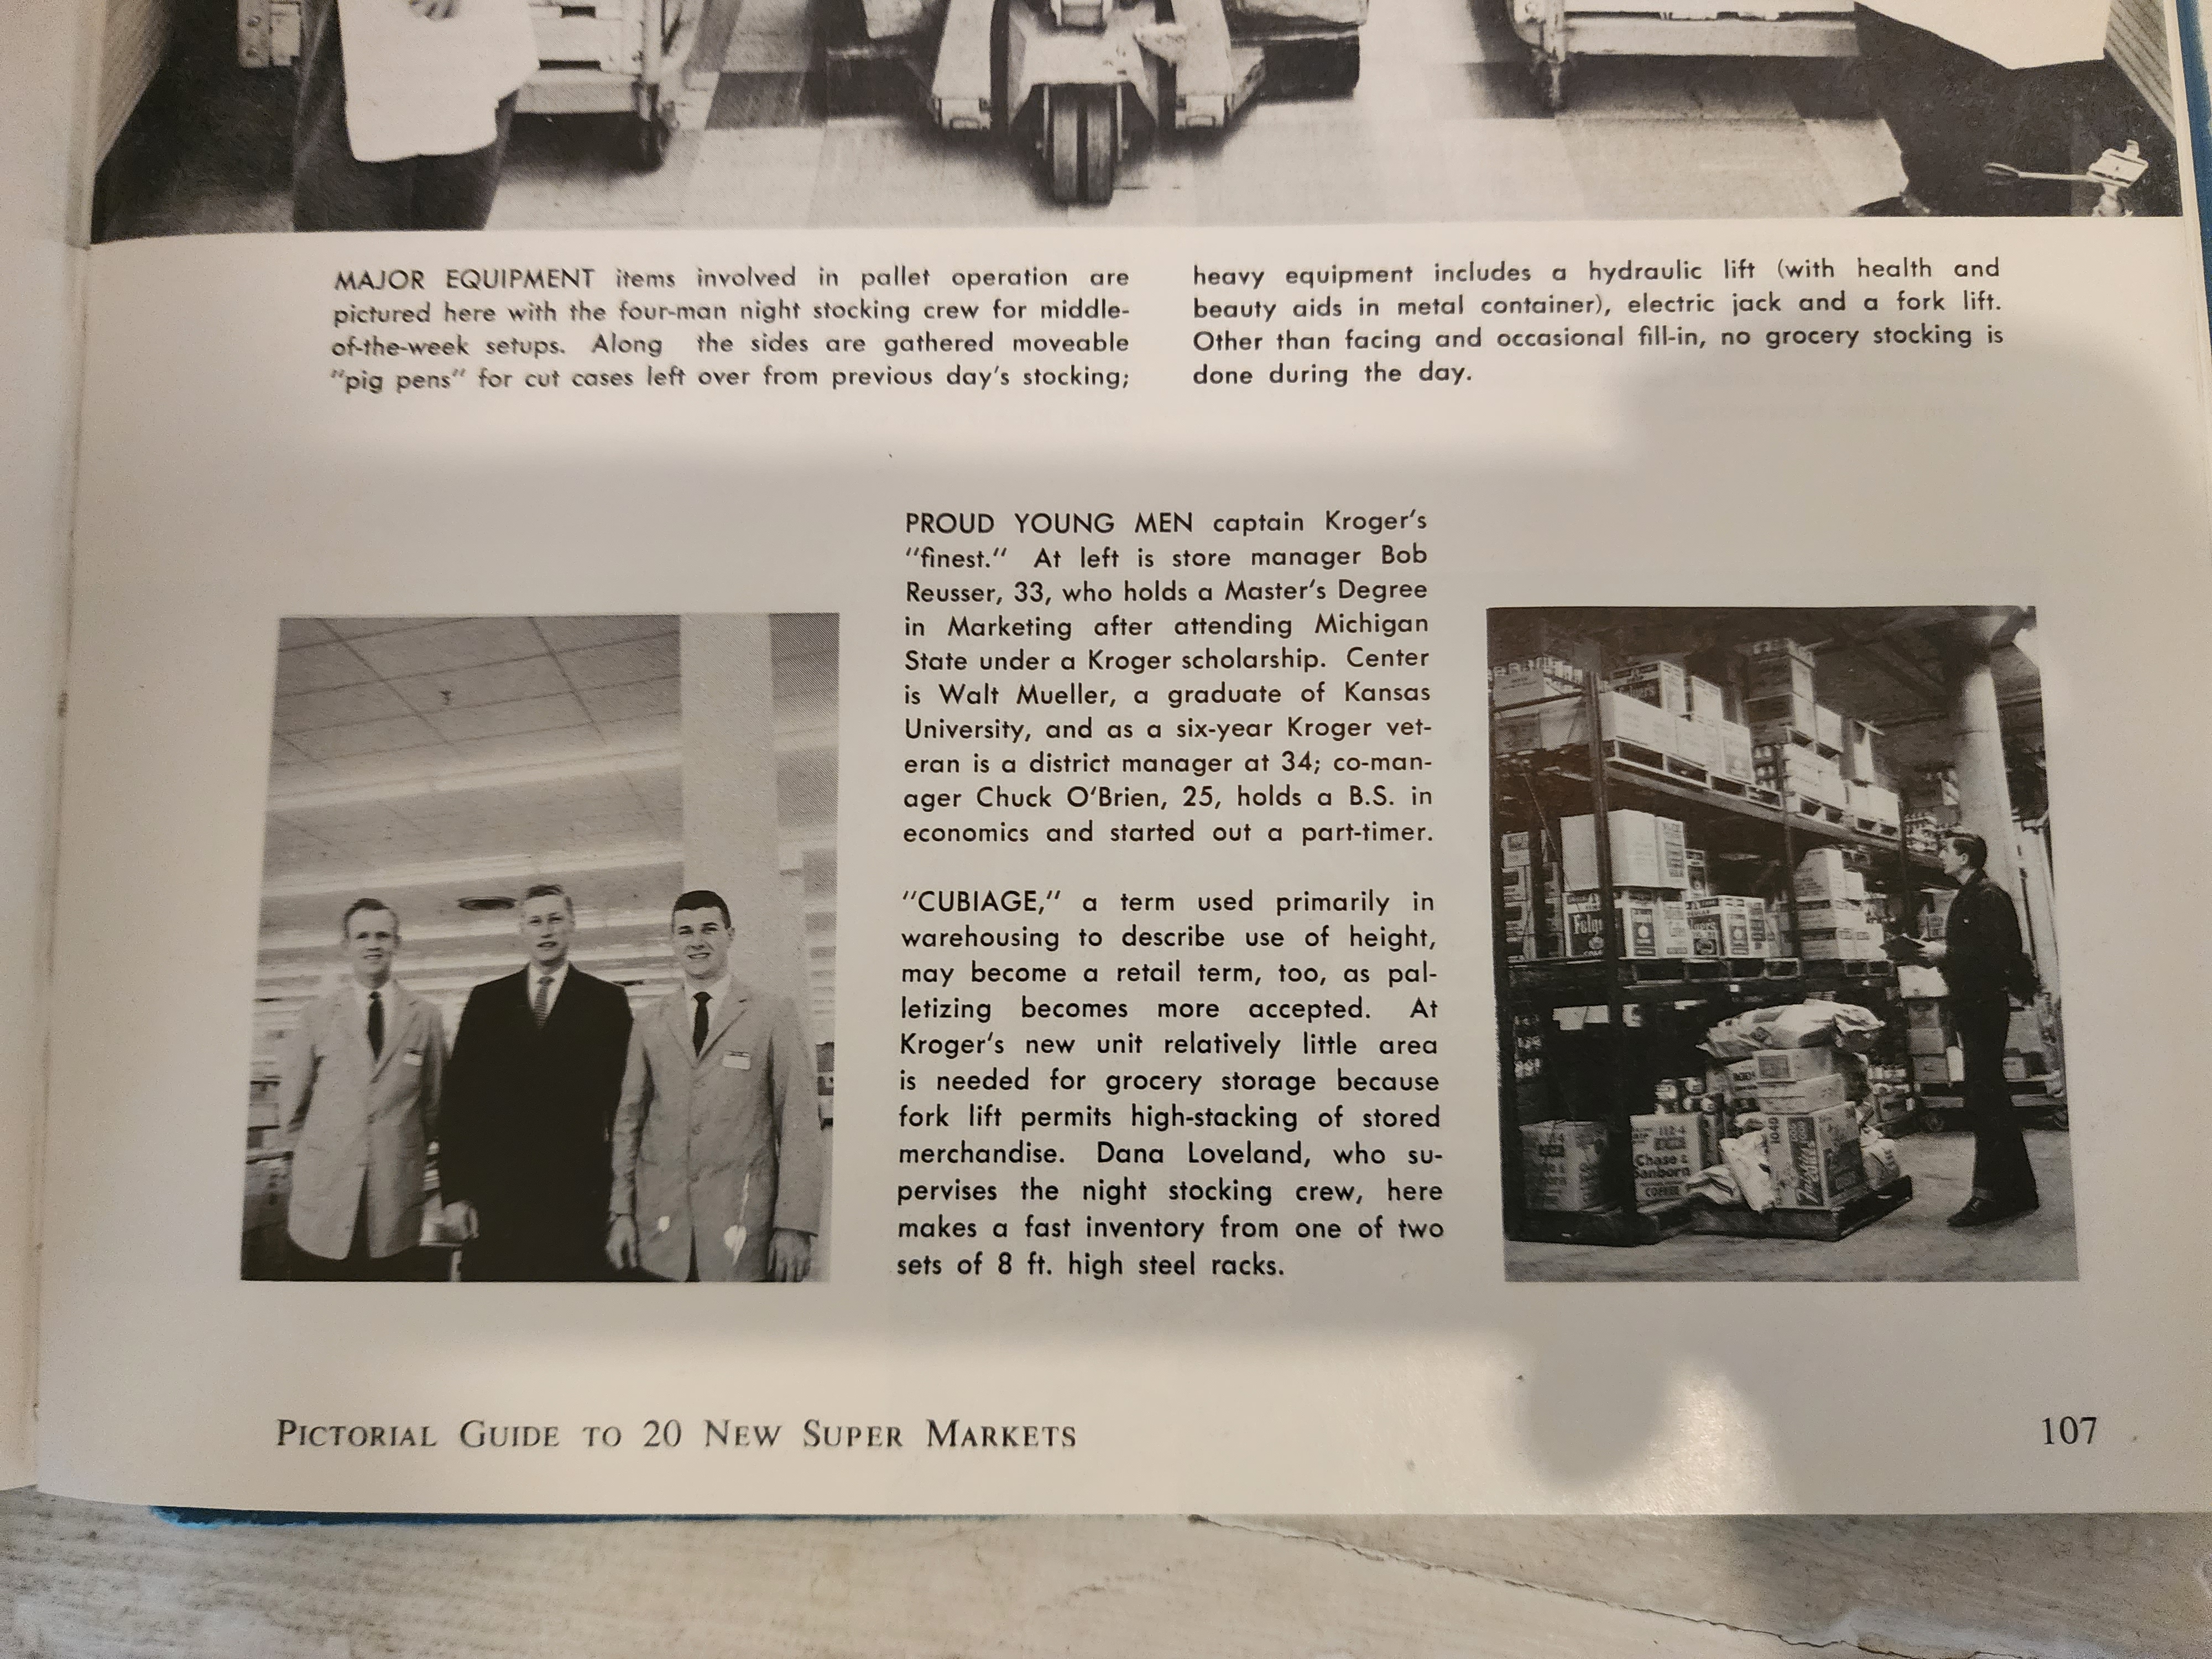 MAJOR EQUIPMENT items involved in pallet operation are
pictured here with the four-man night stocking crew for middle-
of-the-week setups. Along the sides are gathered moveable
"pig pens" for cut cases left over from previous day's stocking;
heavy equipment includes a hydraulic lift (with health and
beauty aids in metal container), electric jack and a fork lift.
Other than facing and occasional fill-in, no grocery stocking is
done during the day.
PROUD YOUNG MEN captain Kroger's
"finest." At left is store manager Bob
Reusser, 33, who holds a Master's Degree
in Marketing after attending Michigan
State under a Kroger scholarship. Center
is Walt Mueller, a graduate of Kansas
University, and as a six-year Kroger vet-
eran is a district manager at 34; co-man-
ager Chuck O'Brien, 25, holds a B.S. in
economics and started out a part-timer.
"CUBIAGE," a term used primarily in
warehousing to describe use of height,
may become a retail term, too, as pal-
letizing becomes more accepted. At
Kroger's new unit relatively little area
is needed for grocery storage because
fork lift permits high-stacking of stored
merchandise. Dana Loveland, who su-
pervises the night stocking crew, here
makes a fast inventory from one of two
sets of 8 ft. high steel racks.
Chase &
Sanborn
COFFEE
PICTORIAL GUIDE TO 20 NEW SUPER MARKETS
107